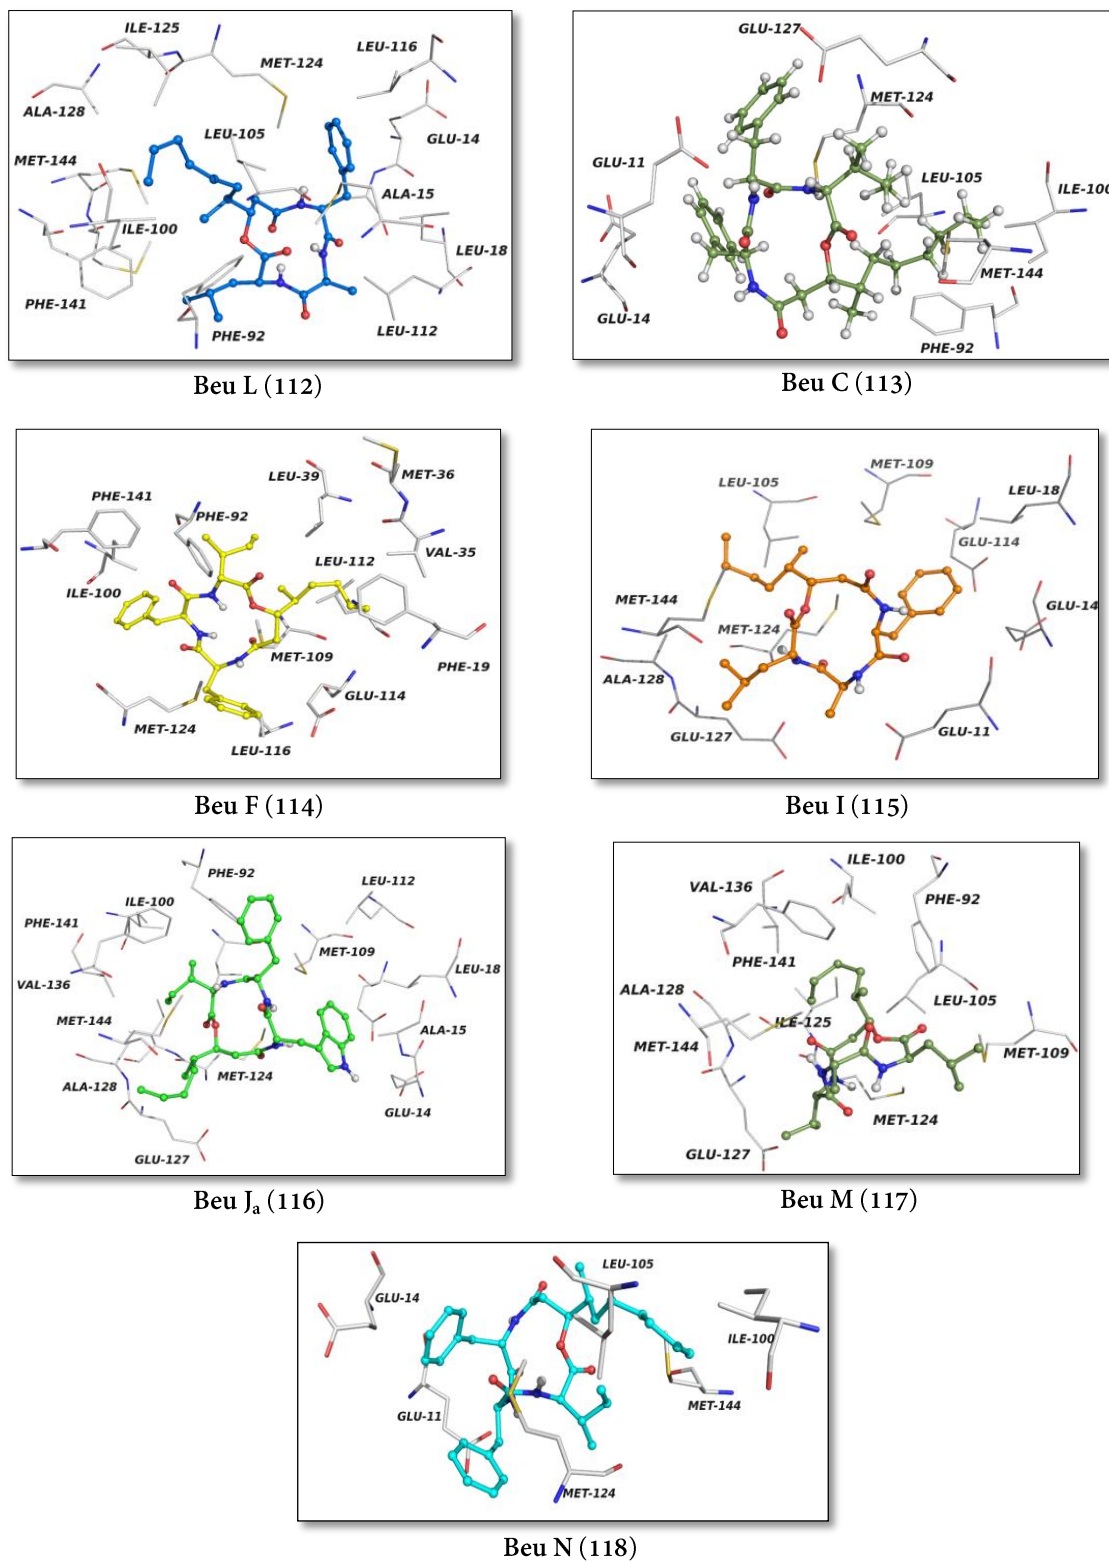 ILE-125
LEU-116
MET-124
ALA-128
LEU-105
GLU-14
MET-144
ALA-15
ILE-100
LEU-18
PHE-141
PHE-92
LEU-112
Beu L (112)
GLU-127
MET-124
GLU-11
LEU-105
ILE-100
MET-144
GLU-14
PHE-92
Beu C (113)
LEU-39
MET-36
PHE-141
PHE-92
VAL-35
LEU-112
ILE-100
MET-109
PHE-19
GLU-114
MET-124
LEU-116
Beu F (114)
MET-109
LEU-105
LEU-18
GLU-114
MET-144
GLU-14
MET-124
ALA-128
GLU-127
GLU-11
Beu I (115)
PHE-92
LEU-112
ILE-100
PHE-141
MET-109
LEU-18
VAL-136
MET-144
ALA-15
MET-124
ALA-128
GLU-14
GLU-127
Beu Ja (116)
ILE-100
VAL-136
PHE-92
PHE-141
ALA-128
LEU-105
ILE-125
MET-144
MET-109
MET-124
GLU-127
Beu M (117)
LEU-105
GLU-14
ILE-100
MET-144
GLU-11
MET-124
Beu N (118)